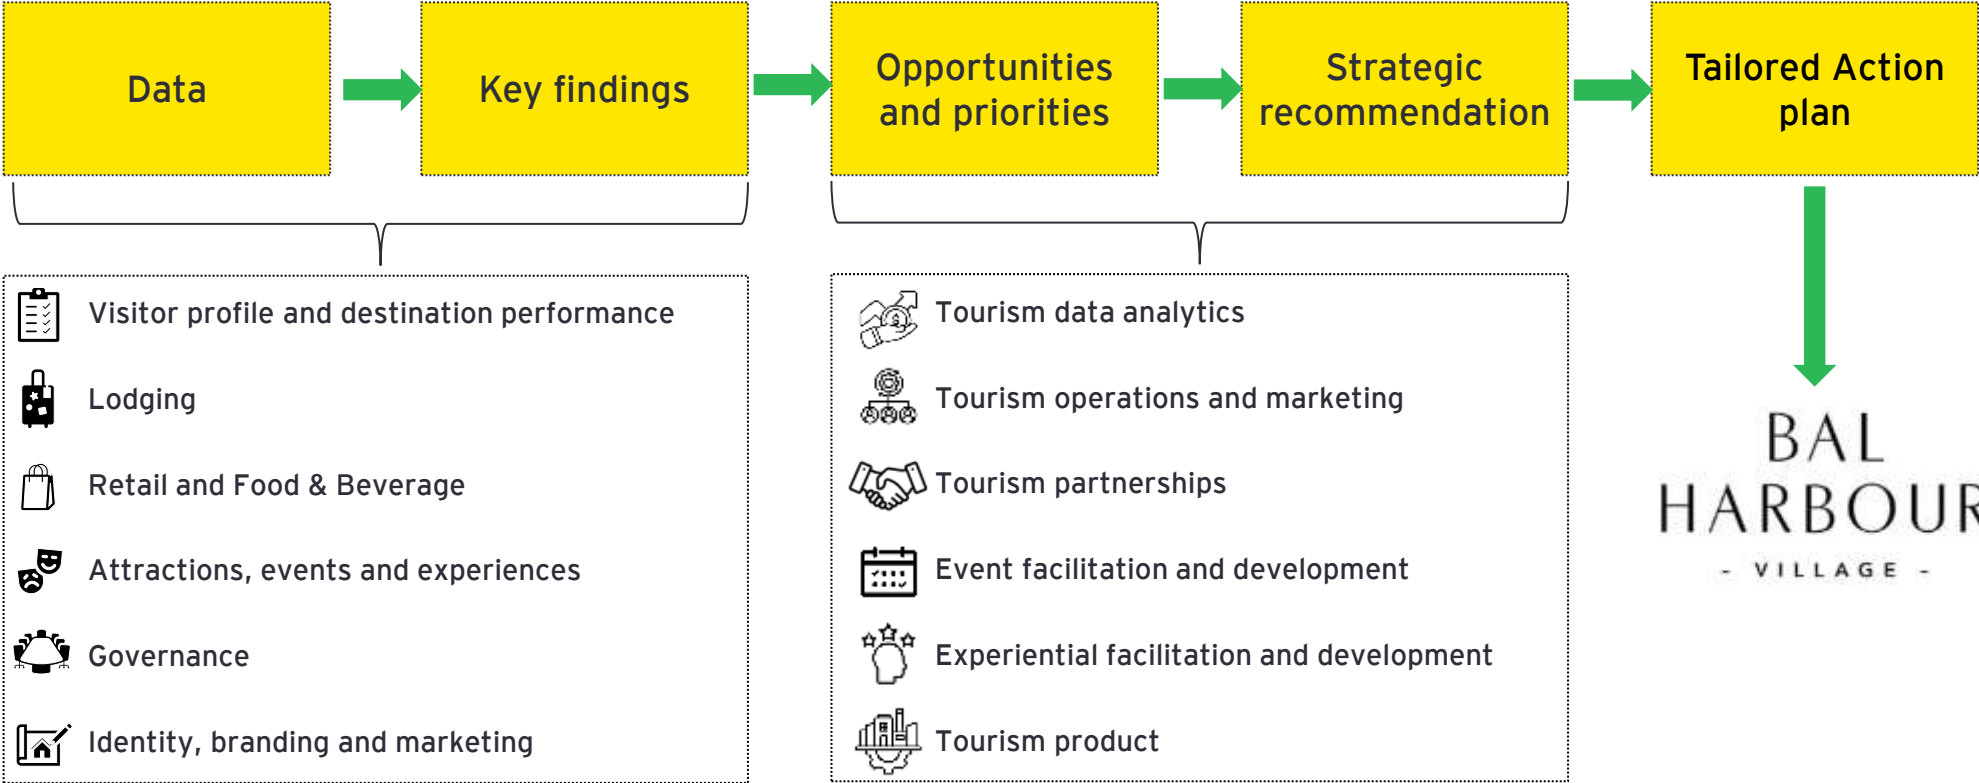 Data
Key findings
Opportunities
and priorities
Strategic
recommendation
Tailored Action
plan
Visitor profile and destination performance
Lodging
Retail and Food & Beverage
Attractions, events and experiences
Governance
Identity, branding and marketing
Tourism data analytics
Tourism operations and marketing
Tourism partnerships
Event facilitation and development
Experiential facilitation and development
Tourism product
BAL
HARBOUR
- VILLAGE -